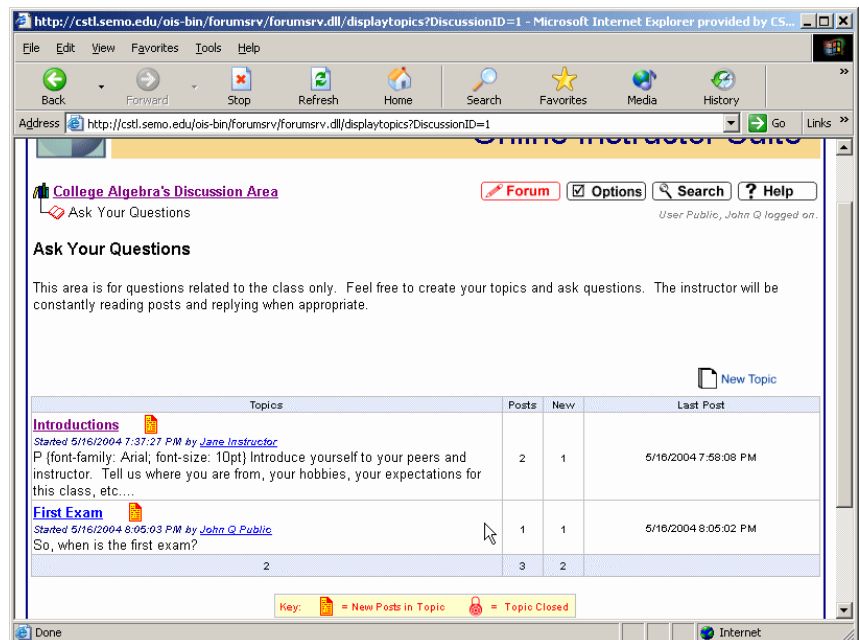 http://cstl.semo.edu/ois-bin/forumsrv/forumsrv.dll/displaytopics?DiscussionID=1 - Microsoft Internet Explorer provided by CS...
File Edit View Favorites Tools Help
Back Forward Stop Refresh Home Search Favorites Media History »
Address http://cstl.semo.edu/ois-bin/forumsrv/forumsrv.dll/displaytopics?DiscussionID=1 Go Links »
Online Instructor Suite
College Algebra's Discussion Area Forum Options Search ? Help
Ask Your Questions User Public, John Q logged on.
Ask Your Questions
This area is for questions related to the class only. Feel free to create your topics and ask questions. The instructor will be
constantly reading posts and replying when appropriate.
New Topic
Topics Posts New Last Post
Introductions
Started 5/16/2004 7:37:27 PM by Jane Instructor
P {font-family: Arial; font-size: 10pt} Introduce yourself to your peers and
instructor. Tell us where you are from, your hobbies, your expectations for
this class, etc....
2 1 5/16/2004 7:58:08 PM
First Exam
Started 5/16/2004 8:05:03 PM by John Q Public
So, when is the first exam?
1 1 5/16/2004 8:05:02 PM
2 3 2
Key: = New Posts in Topic = Topic Closed
Done Internet